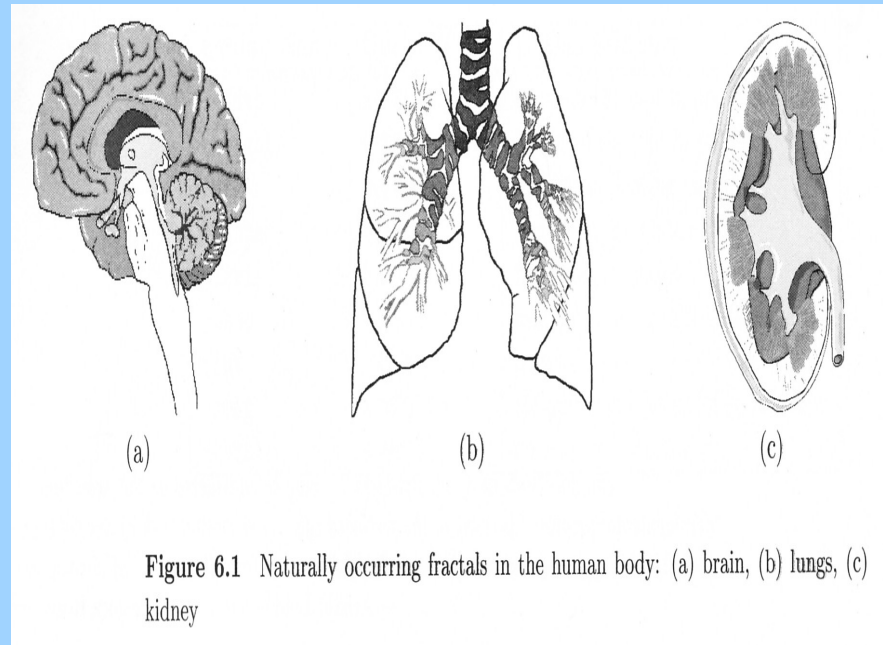 (a)
(b)
(c)
Figure 6.1 Naturally occurring fractals in the human body: (a) brain, (b) lungs, (c)
kidney